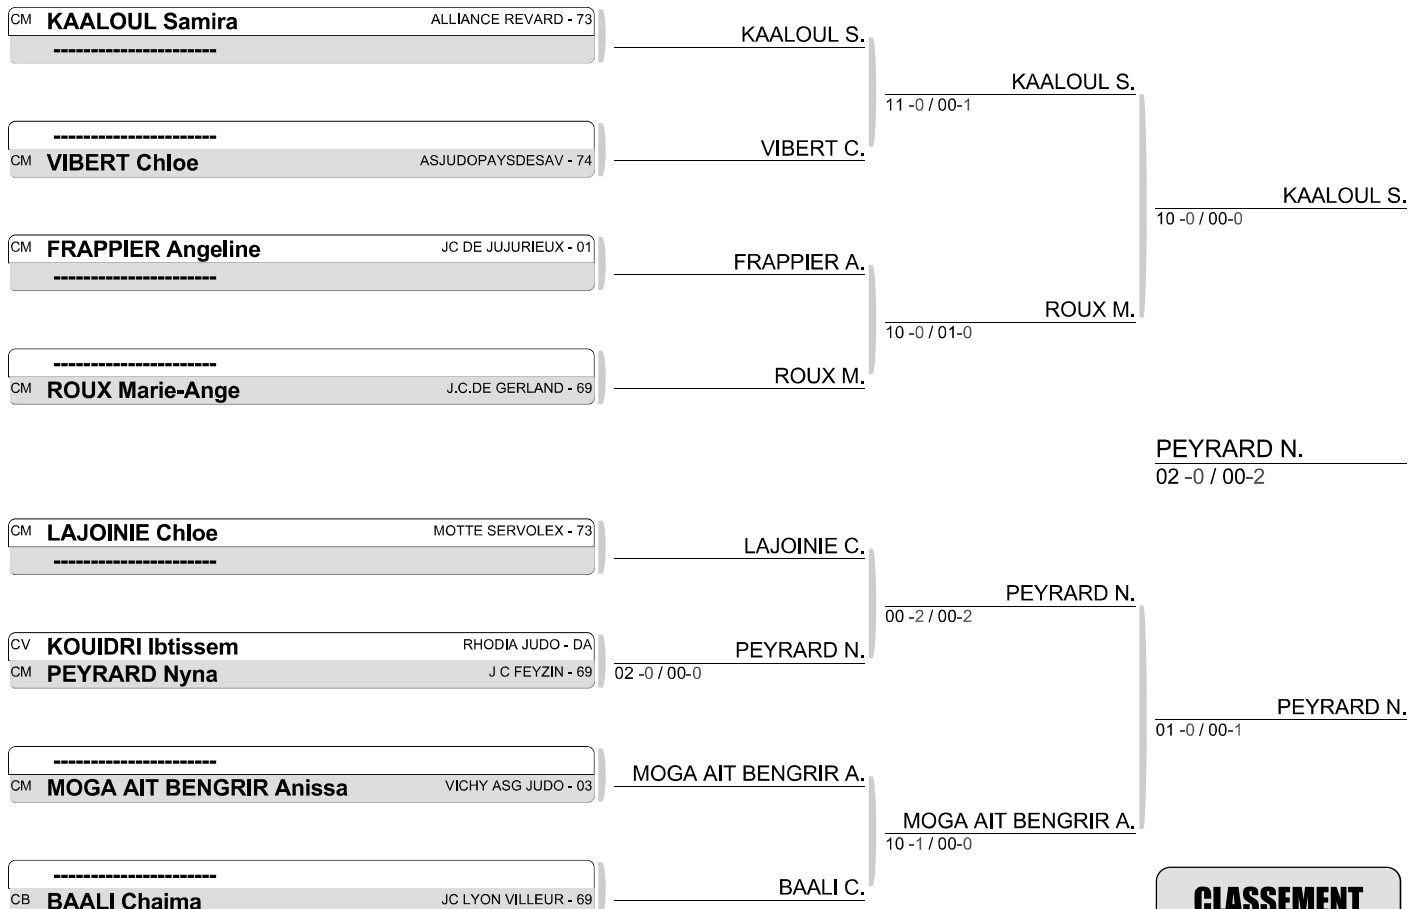 CM KAALOUL Samira ALLIANCE REVARD - 73
----------------------
KAALOUL S.
KAALOUL S.
11 -0 / 00-1
----------------------
CM VIBERT Chloe ASJUDOPAYSDESAV - 74
VIBERT C.
KAALOUL S.
10 -0 / 00-0
CM FRAPPIER Angeline JC DE JUJURIEUX - 01
----------------------
FRAPPIER A.
ROUX M.
10 -0 / 01-0
----------------------
CM ROUX Marie-Ange J.C.DE GERLAND - 69
ROUX M.
PEYRARD N.
02 -0 / 00-2
CM LAJOINIE Chloe MOTTE SERVOLEX - 73
----------------------
LAJOINIE C.
PEYRARD N.
00 -2 / 00-2
CV KOUIDRI Ibtissem RHODIA JUDO - DA
CM PEYRARD Nyna J C FEYZIN - 69
PEYRARD N.
02 -0 / 00-0
PEYRARD N.
01 -0 / 00-1
----------------------
CM MOGA AIT BENGRIR Anissa VICHY ASG JUDO - 03
MOGA AIT BENGRIR A.
MOGA AIT BENGRIR A.
10 -1 / 00-0
----------------------
CB BAALI Chaima JC LYON VILLEUR - 69
BAALI C.
CLASSEMENT